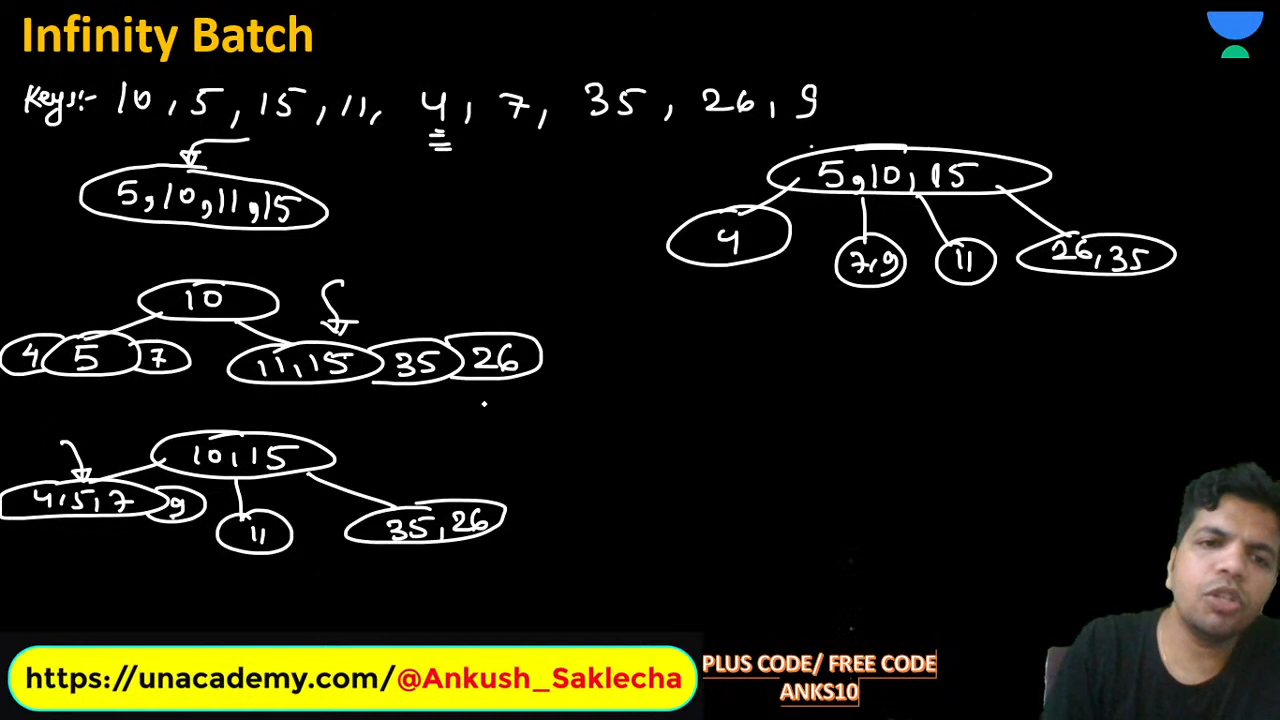 Infinity Batch
Keys:- 10, 5, 15, 11, 4, 7, 35, 26, 9
5, 10, 11, 15
5, 10, 15
4
7, 9
11
26, 35
10
4
5
7
11, 15
35
26
10, 15
4, 5, 7
9
11
35, 26
https://unacademy.com/@Ankush_Saklecha
PLUS CODE/ FREE CODE
ANKS10